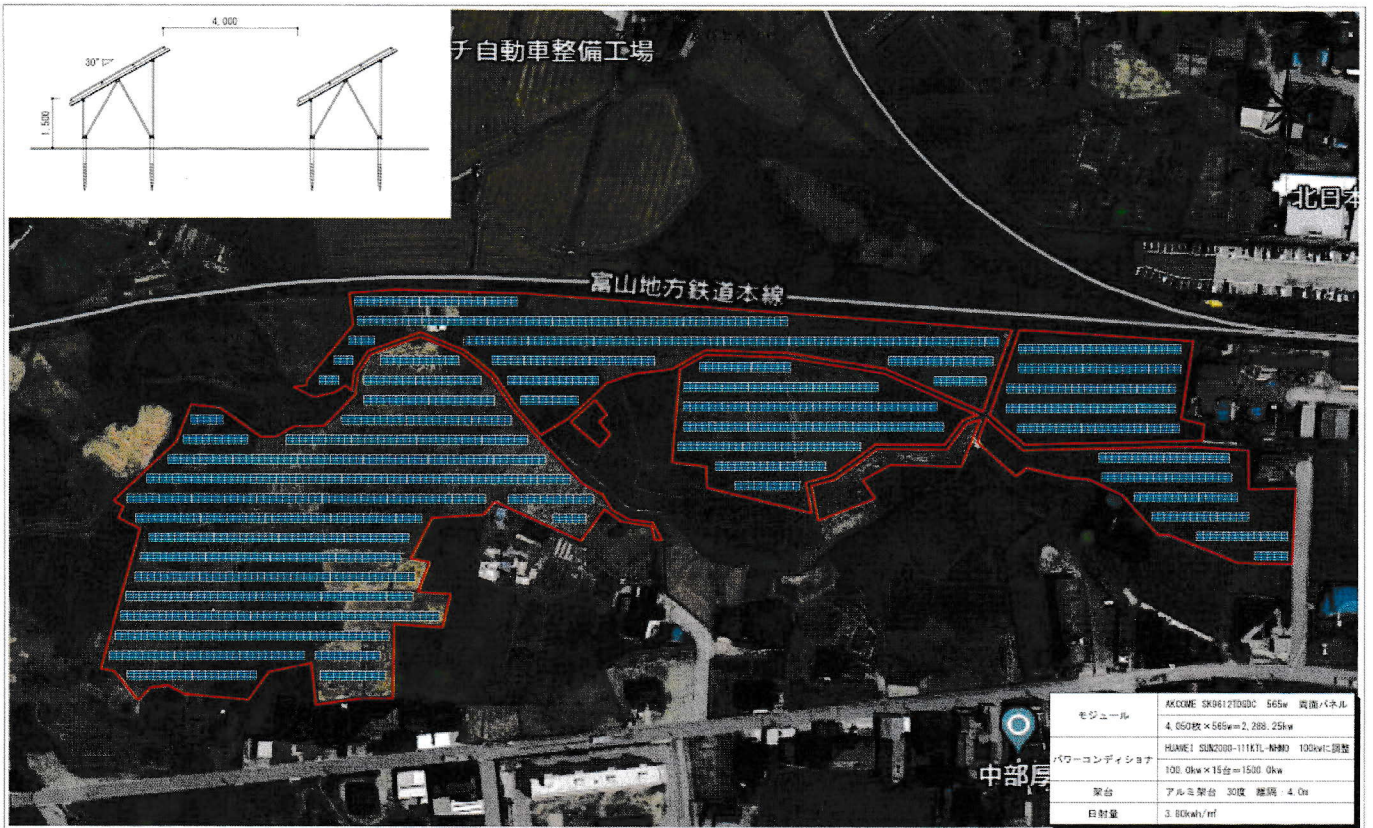 4,000
30°
1,500
チ自動車整備工場
北日本
富山地方鉄道本線
中部厚
モジュール
AKCOME SK9612TDGDC 565w 両面パネル
4,050枚×565w=2,288.25kw
パワーコンディショナ
HUAWEI SUN2000-111KTL-NHM0 100kwに調整
100.0kw×15台=1500.0kw
架台
アルミ架台 30度 離隔:4.0m
日射量
3.80kwh/㎡